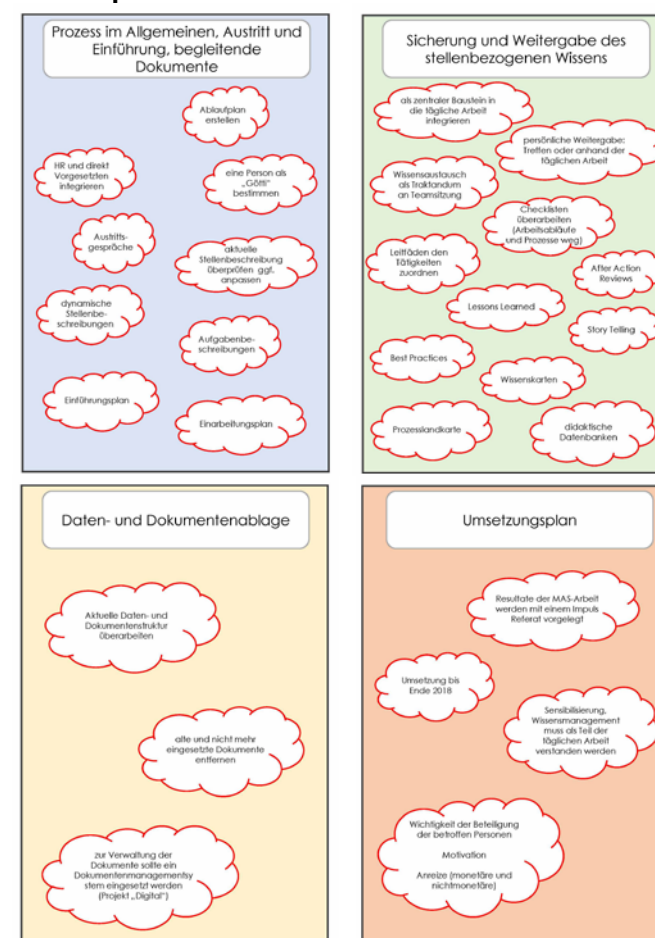 Prozess im Allgemeinen, Austritt und
Einführung, begleitende
Dokumente
Ablaufplan
erstellen
HR und direkt
Vorgesetzten
integrieren
eine Person als
„Götti"
bestimmen
Austritts-
gespräche
aktuelle
Stellenbeschreibung
überprüfen ggf.
anpassen
dynamische
Stellenbe-
schreibungen
Aufgabenbe-
schreibungen
Einführungsplan
Einarbeitungsplan
Sicherung und Weitergabe des
stellenbezogenen Wissens
als zentraler Baustein in
die tägliche Arbeit
integrieren
persönliche Weitergabe:
Treffen oder anhand der
täglichen Arbeit
Wissensaustausch
als Traktandum
an Teamsitzung
Checklisten
überarbeiten
(Arbeitsabläufe
und Prozesse weg)
Leitfäden den
Tätigkeiten
zuordnen
After Action
Reviews
Lessons Learned
Story Telling
Best Practices
Wissenskarten
Prozesslandkarte
didaktische
Datenbanken
Daten- und Dokumentenablage
Aktuelle Daten- und
Dokumentenstruktur
überarbeiten
alte und nicht mehr
eingesetzte Dokumente
entfernen
zur Verwaltung der
Dokumente sollte ein
Dokumentenmanagementsy
stem eingesetzt werden
(Projekt „Digital")
Umsetzungsplan
Resultate der MAS-Arbeit
werden mit einem Impuls
Referat vorgelegt
Umsetzung bis
Ende 2018
Sensibilisierung,
Wissensmanagement
muss als Teil der
täglichen Arbeit
verstanden werden
Wichtigkeit der Beteiligung
der betroffen Personen
Motivation
Anreize (monetäre und
nichtmonetäre)